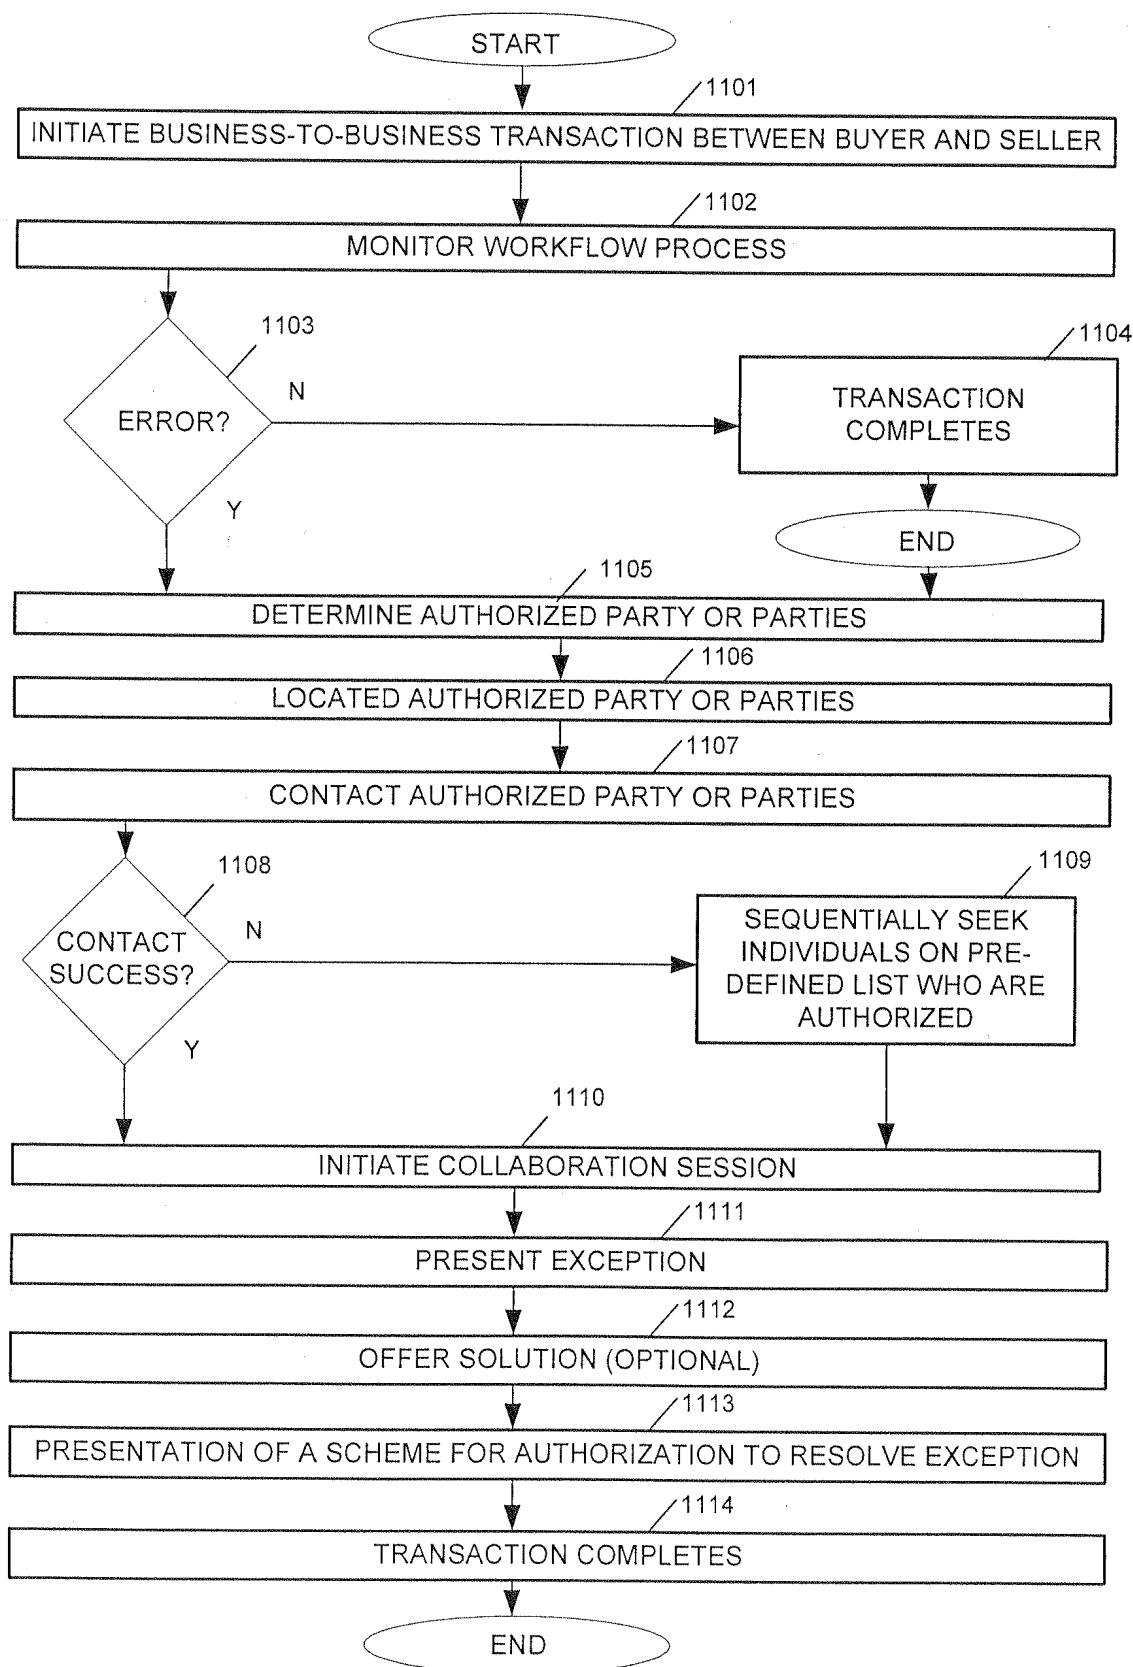 START
1101
INITIATE BUSINESS-TO-BUSINESS TRANSACTION BETWEEN BUYER AND SELLER
1102
MONITOR WORKFLOW PROCESS
1103
ERROR?
N
Y
1104
TRANSACTION
COMPLETES
END
1105
DETERMINE AUTHORIZED PARTY OR PARTIES
1106
LOCATED AUTHORIZED PARTY OR PARTIES
1107
CONTACT AUTHORIZED PARTY OR PARTIES
1108
CONTACT
SUCCESS?
N
Y
1109
SEQUENTIALLY SEEK
INDIVIDUALS ON PRE-
DEFINED LIST WHO ARE
AUTHORIZED
1110
INITIATE COLLABORATION SESSION
1111
PRESENT EXCEPTION
1112
OFFER SOLUTION (OPTIONAL)
1113
PRESENTATION OF A SCHEME FOR AUTHORIZATION TO RESOLVE EXCEPTION
1114
TRANSACTION COMPLETES
END